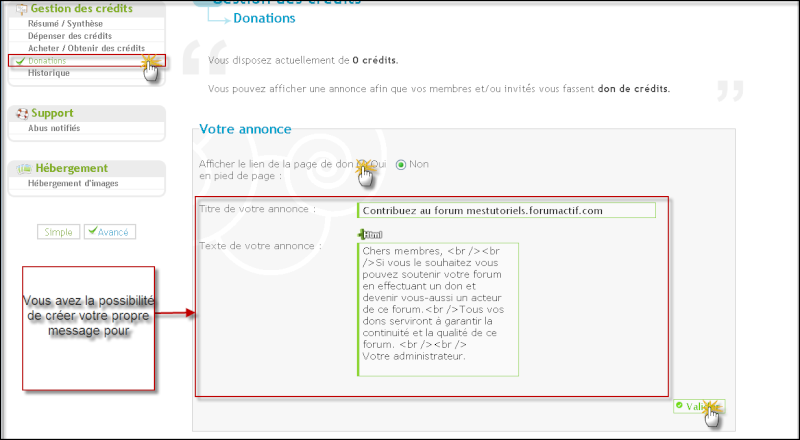 Gestion des crédits
Résumé / Synthèse
Dépenser des crédits
Acheter / Obtenir des crédits
Donations
Historique
Support
Abus notifiés
Hébergement
Hébergement d'images
Simple
Avancé
Vous avez la possibilité
de créer votre propre
message pour
Gestion des crédits
Donations
Vous disposez actuellement de 0 crédits.
Vous pouvez afficher une annonce afin que vos membres et/ou invités vous fassent don de crédits.
Votre annonce
Afficher le lien de la page de don Oui Non
en pied de page :
Titre de votre annonce : Contribuez au forum mestutoriels.forumactif.com
Html
Texte de votre annonce :
Chers membres, <br /><br
/>Si vous le souhaitez vous
pouvez soutenir votre forum
en effectuant un don et
devenir vous-aussi un acteur
de ce forum.<br />Tous vos
dons serviront à garantir la
continuité et la qualité de ce
forum. <br /><br />
Votre administrateur.